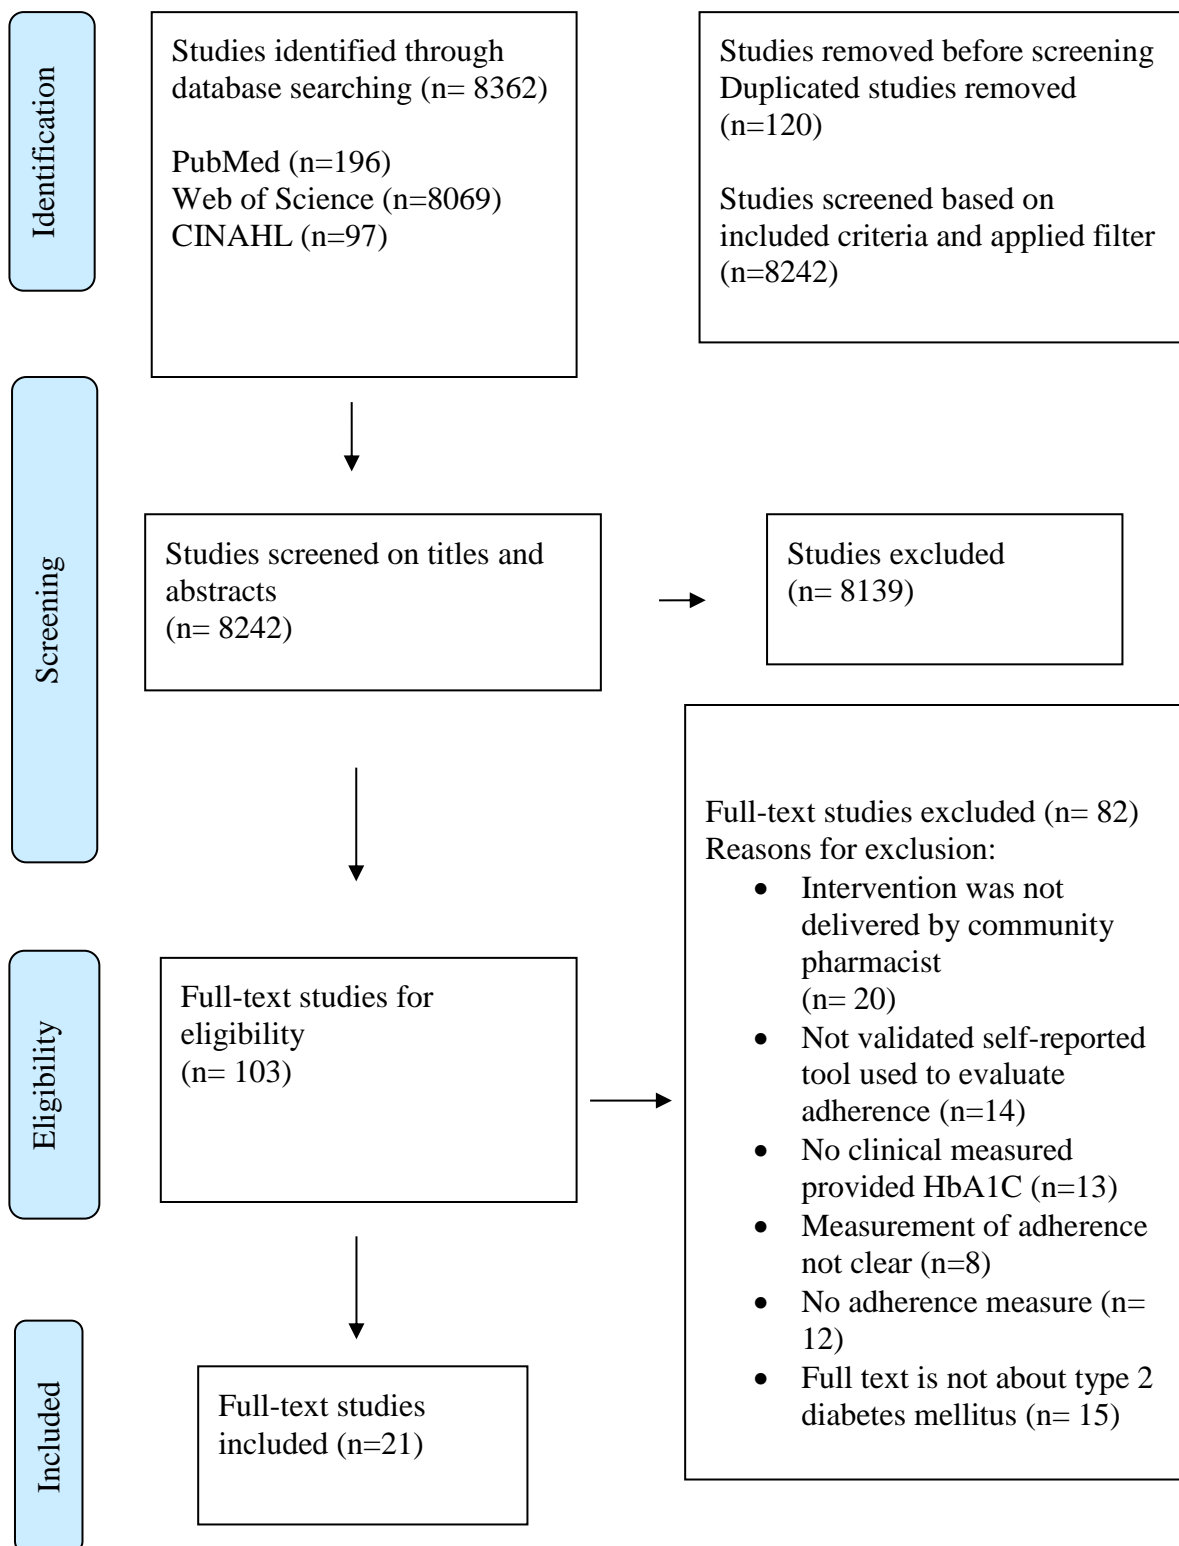 Identification
Studies identified through
database searching (n= 8362)
PubMed (n=196)
Web of Science (n=8069)
CINAHL (n=97)
Studies removed before screening
Duplicated studies removed
(n=120)
Studies screened based on
included criteria and applied filter
(n=8242)
Screening
Studies screened on titles and
abstracts
(n= 8242)
Studies excluded
(n= 8139)
Eligibility
Full-text studies for
eligibility
(n= 103)
Full-text studies excluded (n= 82)
Reasons for exclusion:
• Intervention was not
delivered by community
pharmacist
(n= 20)
• Not validated self-reported
tool used to evaluate
adherence (n=14)
• No clinical measured
provided HbA1C (n=13)
• Measurement of adherence
not clear (n=8)
• No adherence measure (n=
12)
• Full text is not about type 2
diabetes mellitus (n= 15)
Included
Full-text studies
included (n=21)